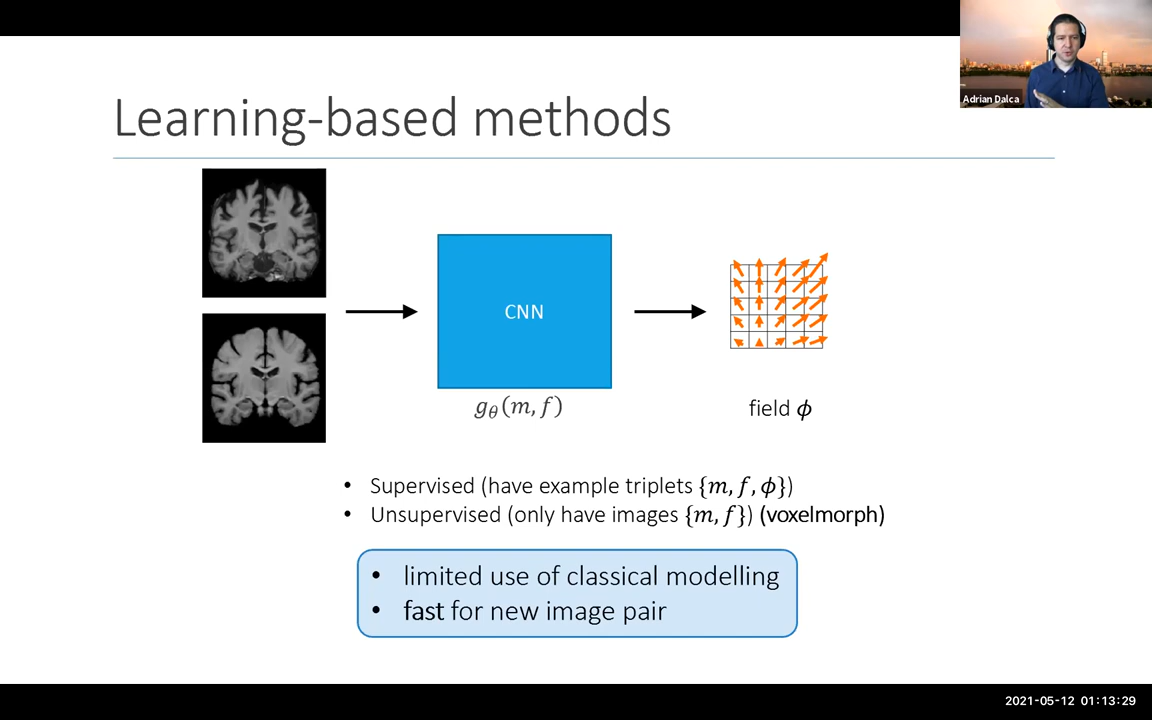 Adrian Dalca
Learning-based methods
CNN
g_θ(m, f)
field ϕ
• Supervised (have example triplets {m, f, ϕ})
• Unsupervised (only have images {m, f}) (voxelmorph)
• limited use of classical modelling
• fast for new image pair
2021-05-12 01:13:29